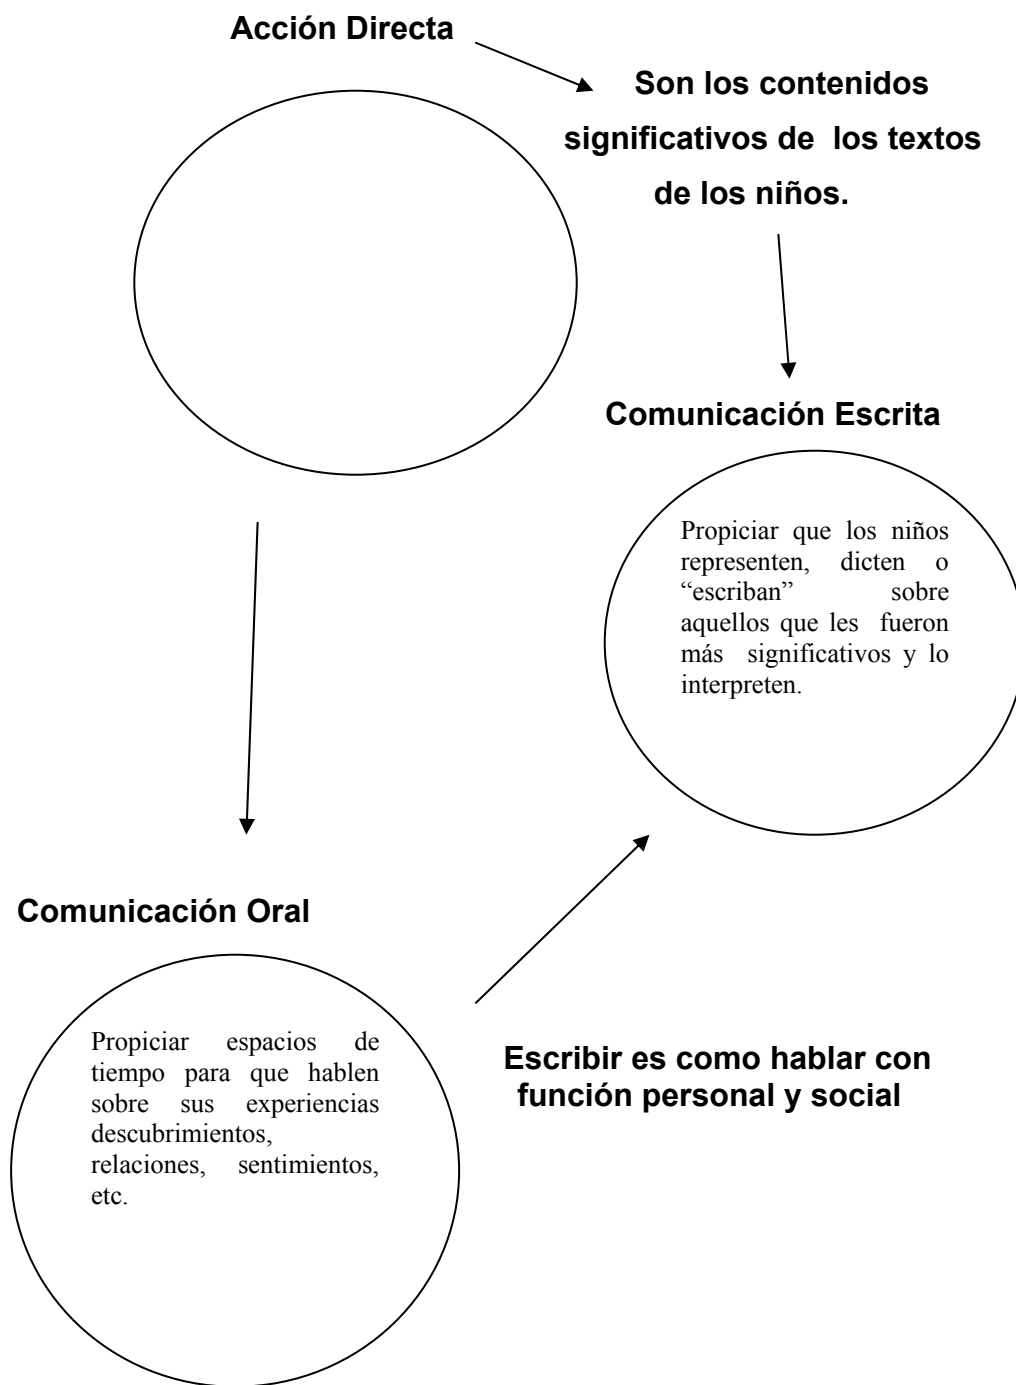 Acción Directa
Son los contenidos
significativos de  los textos
de los niños.
Comunicación Escrita
Propiciar que los niños
representen, dicten o
“escriban” sobre
aquellos que les fueron
más significativos y lo
interpreten.
Comunicación Oral
Propiciar espacios de
tiempo para que hablen
sobre sus experiencias
descubrimientos,
relaciones, sentimientos,
etc.
Escribir es como hablar con
función personal y social